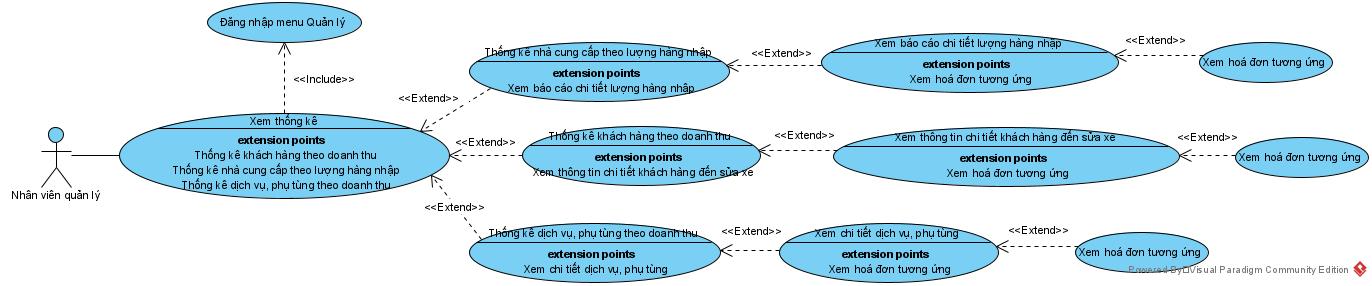 Đăng nhập menu Quản lý
<<Include>>
Nhân viên quản lý
Xem thống kê
extension points
Thống kê khách hàng theo doanh thu
Thống kê nhà cung cấp theo lượng hàng nhập
Thống kê dịch vụ, phụ tùng theo doanh thu
<<Extend>>
Thống kê nhà cung cấp theo lượng hàng nhập
extension points
Xem báo cáo chi tiết lượng hàng nhập
<<Extend>>
Xem báo cáo chi tiết lượng hàng nhập
extension points
Xem hoá đơn tương ứng
<<Extend>>
Xem hoá đơn tương ứng
<<Extend>>
Thống kê khách hàng theo doanh thu
extension points
Xem thông tin chi tiết khách hàng đến sửa xe
<<Extend>>
Xem thông tin chi tiết khách hàng đến sửa xe
extension points
Xem hoá đơn tương ứng
<<Extend>>
Xem hoá đơn tương ứng
<<Extend>>
Thống kê dịch vụ, phụ tùng theo doanh thu
extension points
Xem chi tiết dịch vụ, phụ tùng
<<Extend>>
Xem chi tiết dịch vụ, phụ tùng
extension points
Xem hoá đơn tương ứng
<<Extend>>
Xem hoá đơn tương ứng
Powered By Visual Paradigm Community Edition